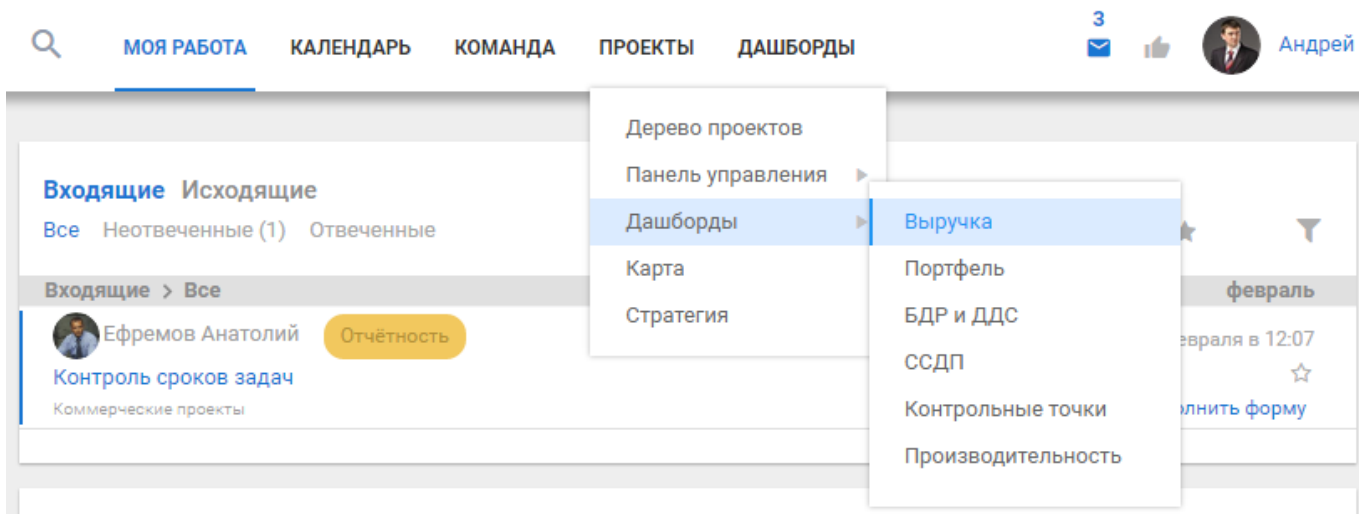 3
МОЯ РАБОТА КАЛЕНДАРЬ КОМАНДА ПРОЕКТЫ ДАШБОРДЫ Андрей
Дерево проектов
Панель управления
Дашборды
Карта
Стратегия
Выручка
Портфель
БДР и ДДС
ССДП
Контрольные точки
Производительность
Входящие Исходящие
Все Неотвеченные (1) Отвеченные
Входящие > Все февраль
Ефремов Анатолий Отчётность в 12:07
Контроль сроков задач
Коммерческие проекты форму